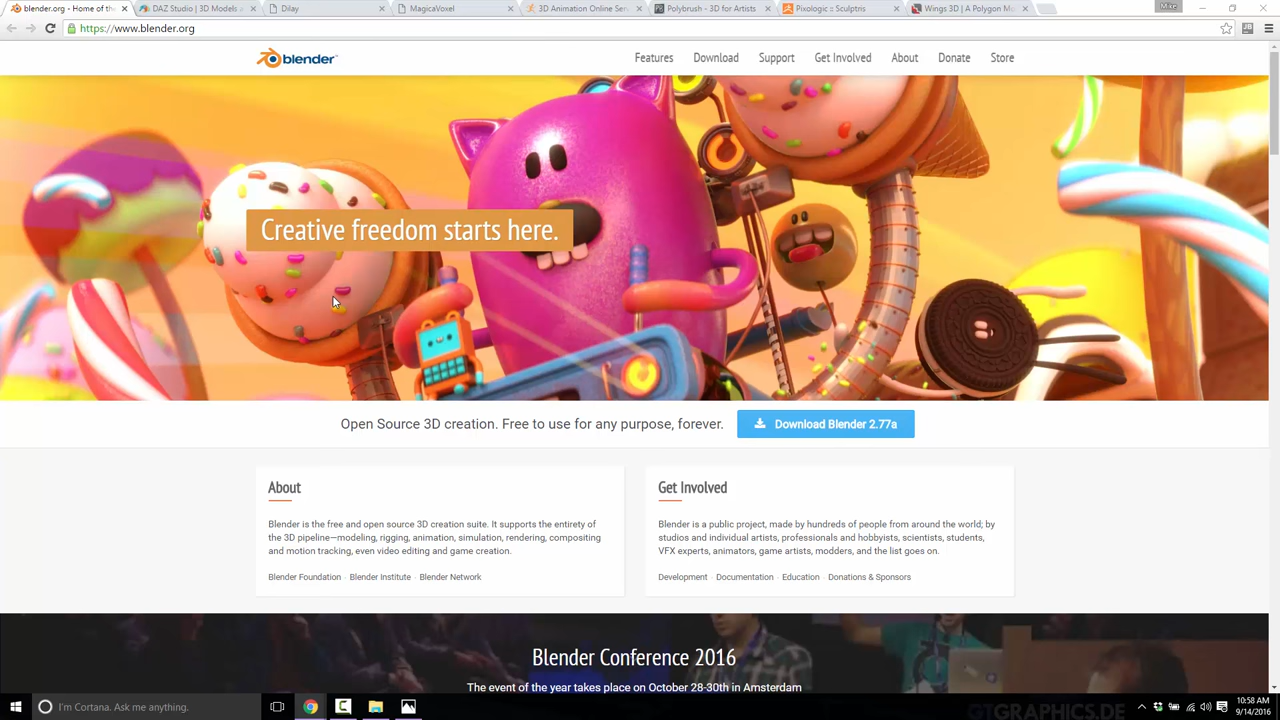 blender.org - Home of the
DAZ Studio | 3D Models a
Dilay
MagicaVoxel
3D Animation Online Serv
Polybrush - 3D for Artists
Pixologic :: Sculptris
Wings 3D | A Polygon Mo
Mike
https://www.blender.org
blender
Features
Download
Support
Get Involved
About
Donate
Store
Creative freedom starts here.
Open Source 3D creation. Free to use for any purpose, forever.
Download Blender 2.77a
About
Blender is the free and open source 3D creation suite. It supports the entirety of
the 3D pipeline—modeling, rigging, animation, simulation, rendering, compositing
and motion tracking, even video editing and game creation.
Blender Foundation · Blender Institute · Blender Network
Get Involved
Blender is a public project, made by hundreds of people from around the world; by
studios and individual artists, professionals and hobbyists, scientists, students,
VFX experts, animators, game artists, modders, and the list goes on.
Development · Documentation · Education · Donations & Sponsors
Blender Conference 2016
The event of the year takes place on October 28-30th in Amsterdam
I'm Cortana. Ask me anything.
10:58 AM
9/14/2016
GTGRAPHICS.DE